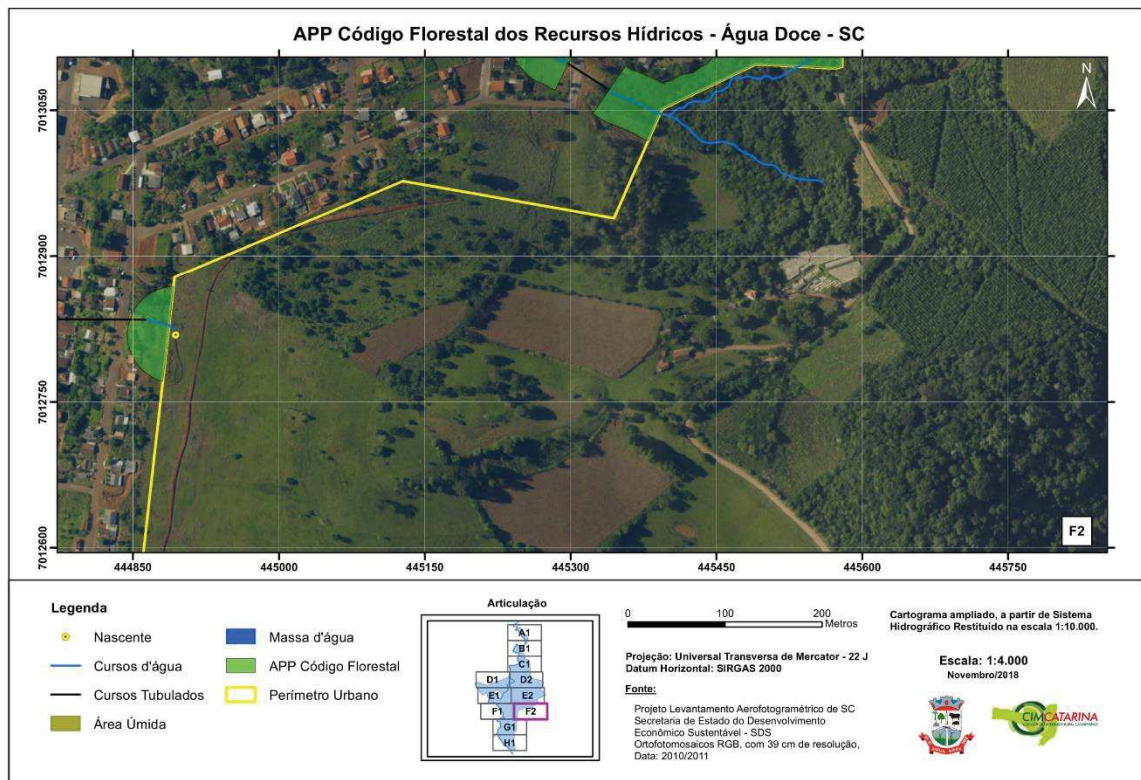 APP Código Florestal dos Recursos Hídricos - Água Doce - SC
N
7013050
7012900
7012750
7012600
F2
444850
445000
445150
445300
445450
445600
445750
Legenda
Nascente
Cursos d'água
Cursos Tubulados
Área Úmida
Massa d'água
APP Código Florestal
Perímetro Urbano
Articulação
A1
B1
C1
D1
D2
E1
E2
F1
F2
G1
H1
0
100
200
Metros
Projeção: Universal Transversa de Mercator - 22 J
Datum Horizontal: SIRGAS 2000
Fonte:
Projeto Levantamento Aerofotogramétrico de SC
Secretaria de Estado do Desenvolvimento
Econômico Sustentável - SDS
Ortofotomosaicos RGB, com 39 cm de resolução,
Data: 2010/2011
Cartograma ampliado, a partir de Sistema
Hidrográfico Restituído na escala 1:10.000.
Escala: 1:4.000
Novembro/2018
CIMCATARINA